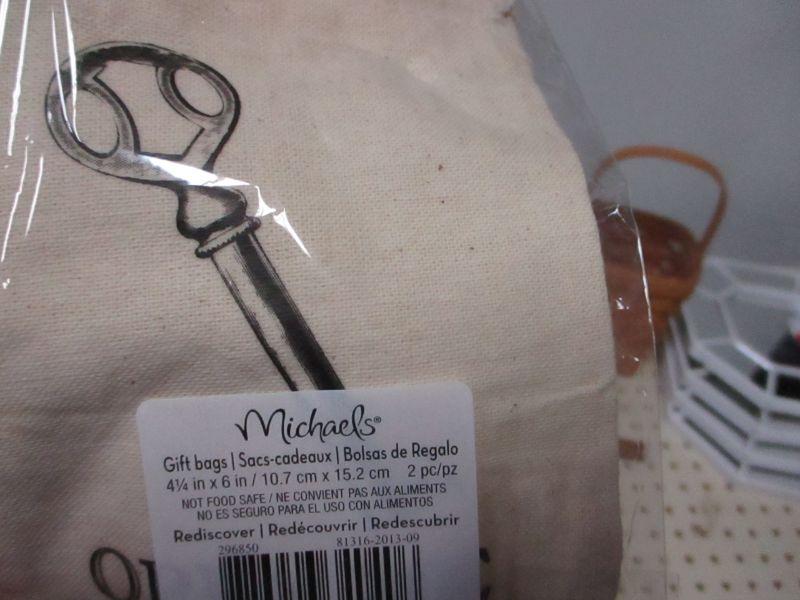 Michaels®
Gift bags | Sacs-cadeaux | Bolsas de Regalo
4¼ in x 6 in / 10.7 cm x 15.2 cm 2 pc/pz
NOT FOOD SAFE / NE CONVIENT PAS AUX ALIMENTS
NO ES SEGURO PARA EL USO CON ALIMENTOS
Rediscover | Redécouvrir | Redescubrir
296850 81316-2013-09